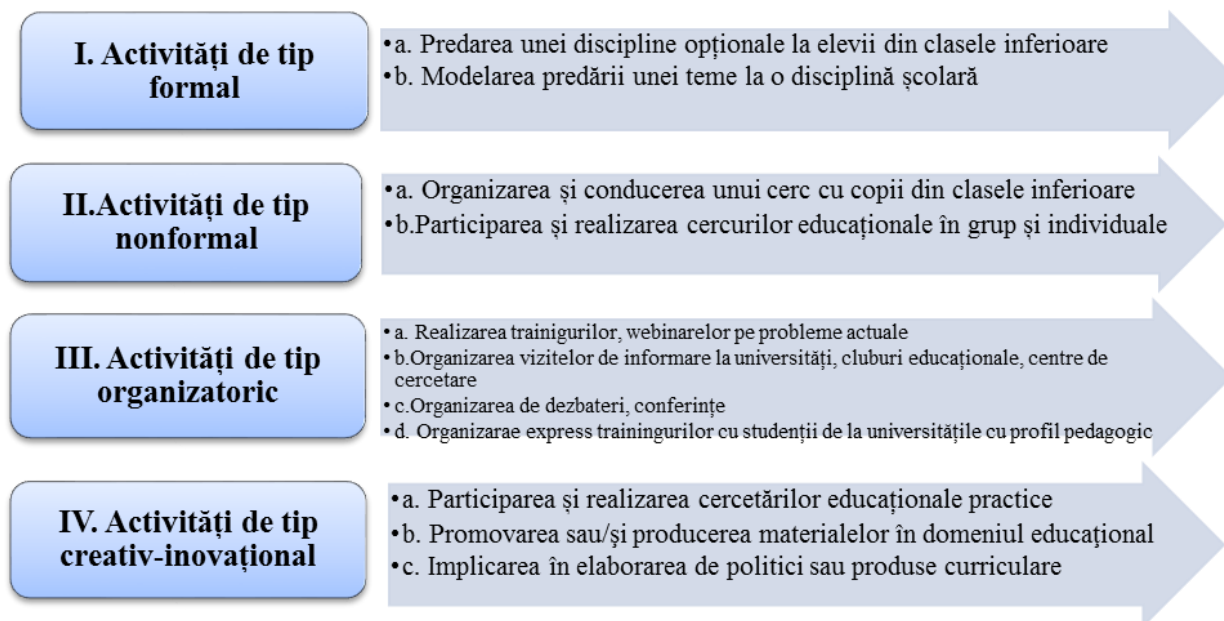 I. Activități de tip
formal
•a. Predarea unei discipline opționale la elevii din clasele inferioare
•b. Modelarea predării unei teme la o disciplină școlară
II.Activități de tip
nonformal
•a. Organizarea și conducerea unui cerc cu copii din clasele inferioare
•b.Participarea și realizarea cercurilor educaționale în grup și individuale
III. Activități de tip
organizatoric
•a. Realizarea trainigurilor, webinarelor pe probleme actuale
•b.Organizarea vizitelor de informare la universități, cluburi educaționale, centre de
cercetare
•c.Organizarea de dezbateri, conferințe
•d. Organizarae express trainingurilor cu studenții de la universitățile cu profil pedagogic
IV. Activități de tip
creativ-inovațional
•a. Participarea și realizarea cercetărilor educaționale practice
•b. Promovarea sau/şi producerea materialelor în domeniul educaţional
•c. Implicarea în elaborarea de politici sau produse curriculare